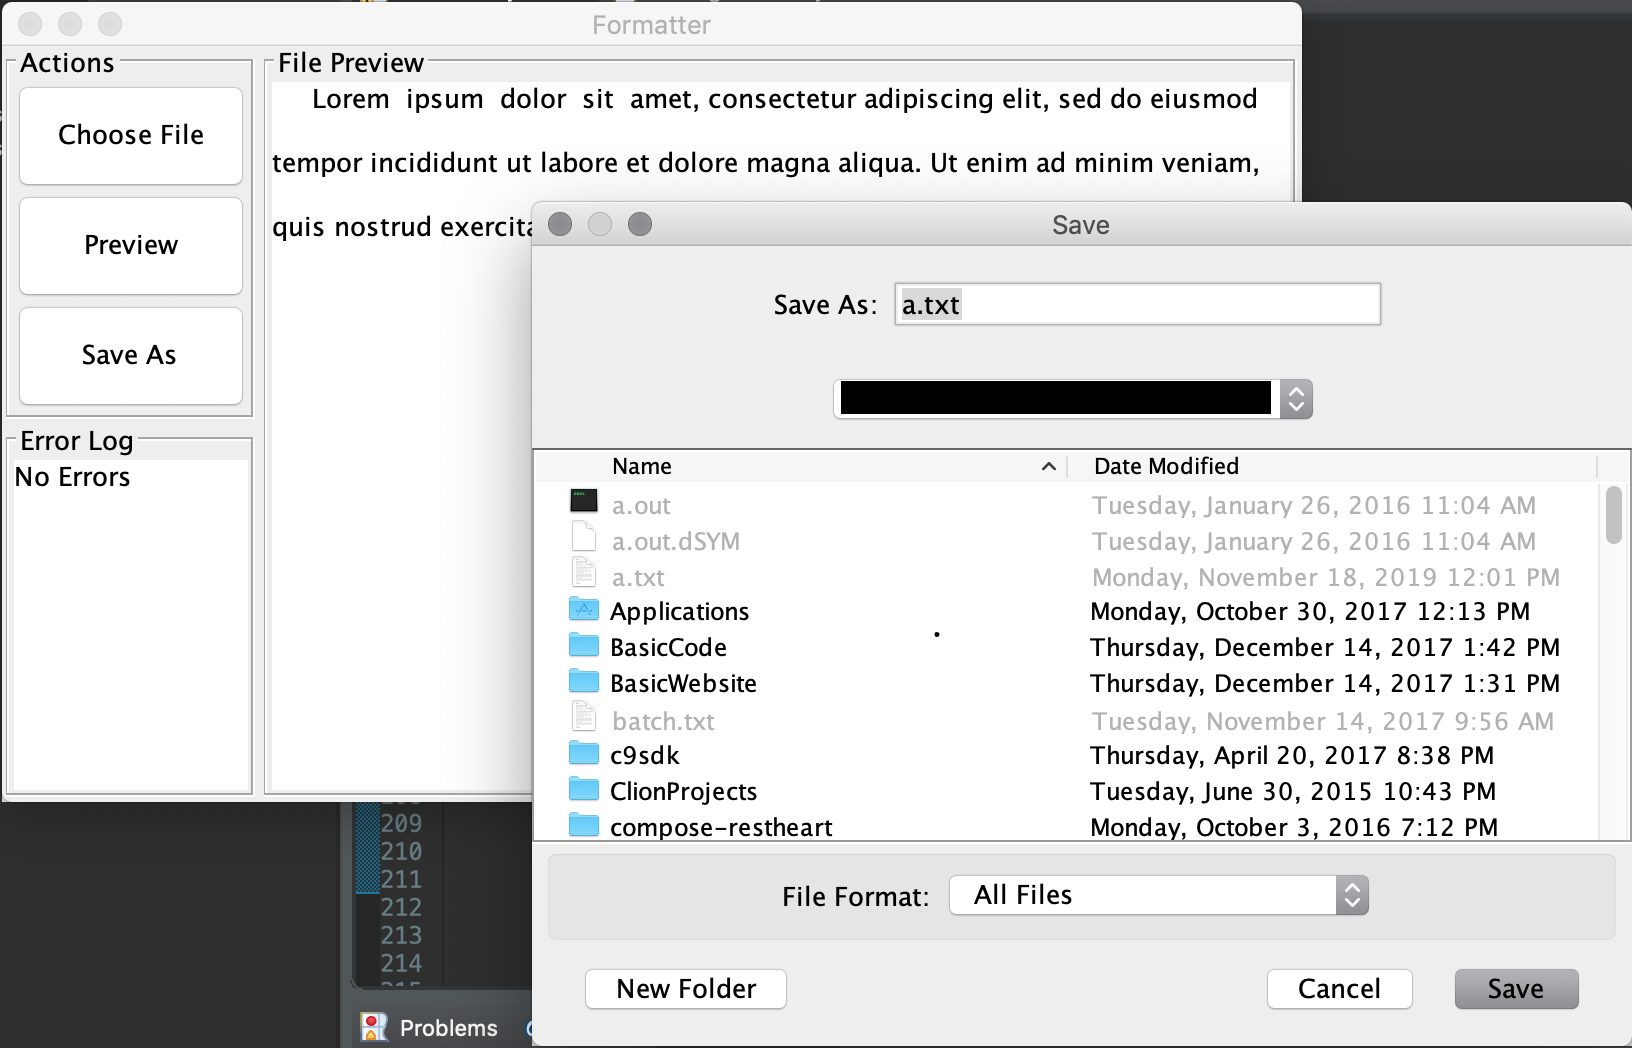 Formatter
Actions
Choose File
Preview
Save As
Error Log
No Errors
File Preview
Lorem ipsum dolor sit amet, consectetur adipiscing elit, sed do eiusmod
tempor incididunt ut labore et dolore magna aliqua. Ut enim ad minim veniam,
quis nostrud
Save
Save As: a.txt
Name Date Modified
a.out Tuesday, January 26, 2016 11:04 AM
a.out.dSYM Tuesday, January 26, 2016 11:04 AM
a.txt Monday, November 18, 2019 12:01 PM
Applications Monday, October 30, 2017 12:13 PM
BasicCode Thursday, December 14, 2017 1:42 PM
BasicWebsite Thursday, December 14, 2017 1:31 PM
batch.txt Tuesday, November 14, 2017 9:56 AM
c9sdk Thursday, April 20, 2017 8:38 PM
ClionProjects Tuesday, June 30, 2015 10:43 PM
compose-restheart Monday, October 3, 2016 7:12 PM
File Format: All Files
New Folder Cancel Save
209
210
211
212
213
214
Problems